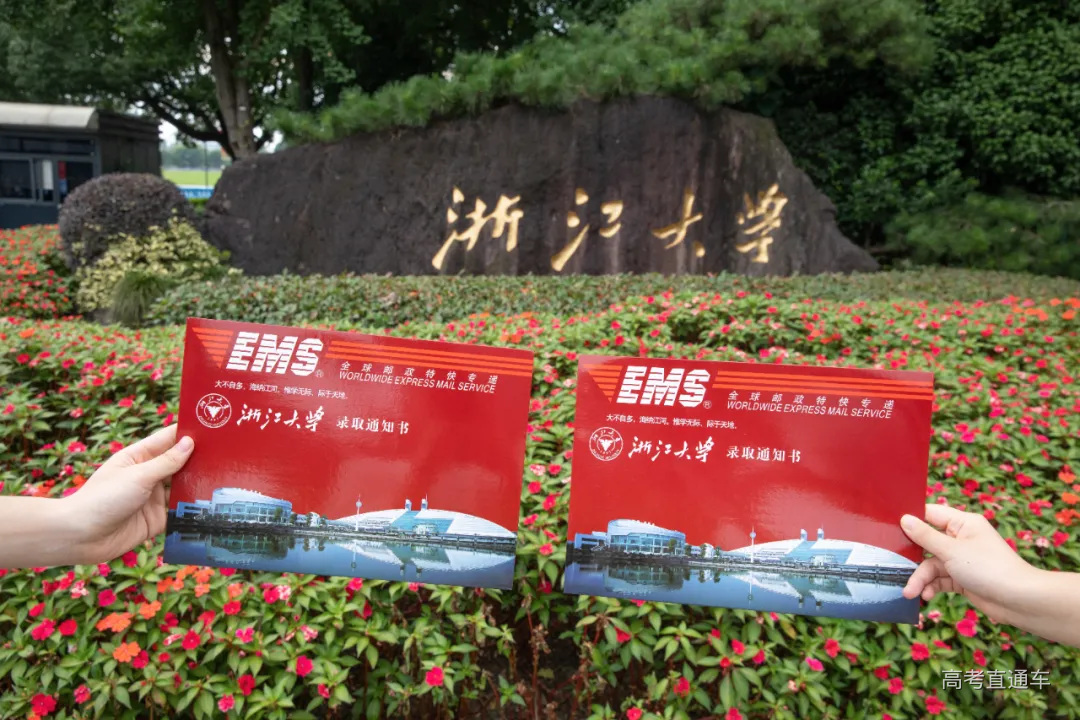 浙江大学
EMS®
全球邮政特快专递
WORLDWIDE EXPRESS MAIL SERVICE
大不自多，海纳江河。惟学无际，际于天地。
浙江大学 录取通知书
EMS®
全球邮政特快专递
WORLDWIDE EXPRESS MAIL SERVICE
大不自多，海纳江河。惟学无际，际于天地。
浙江大学 录取通知书
高考直通车